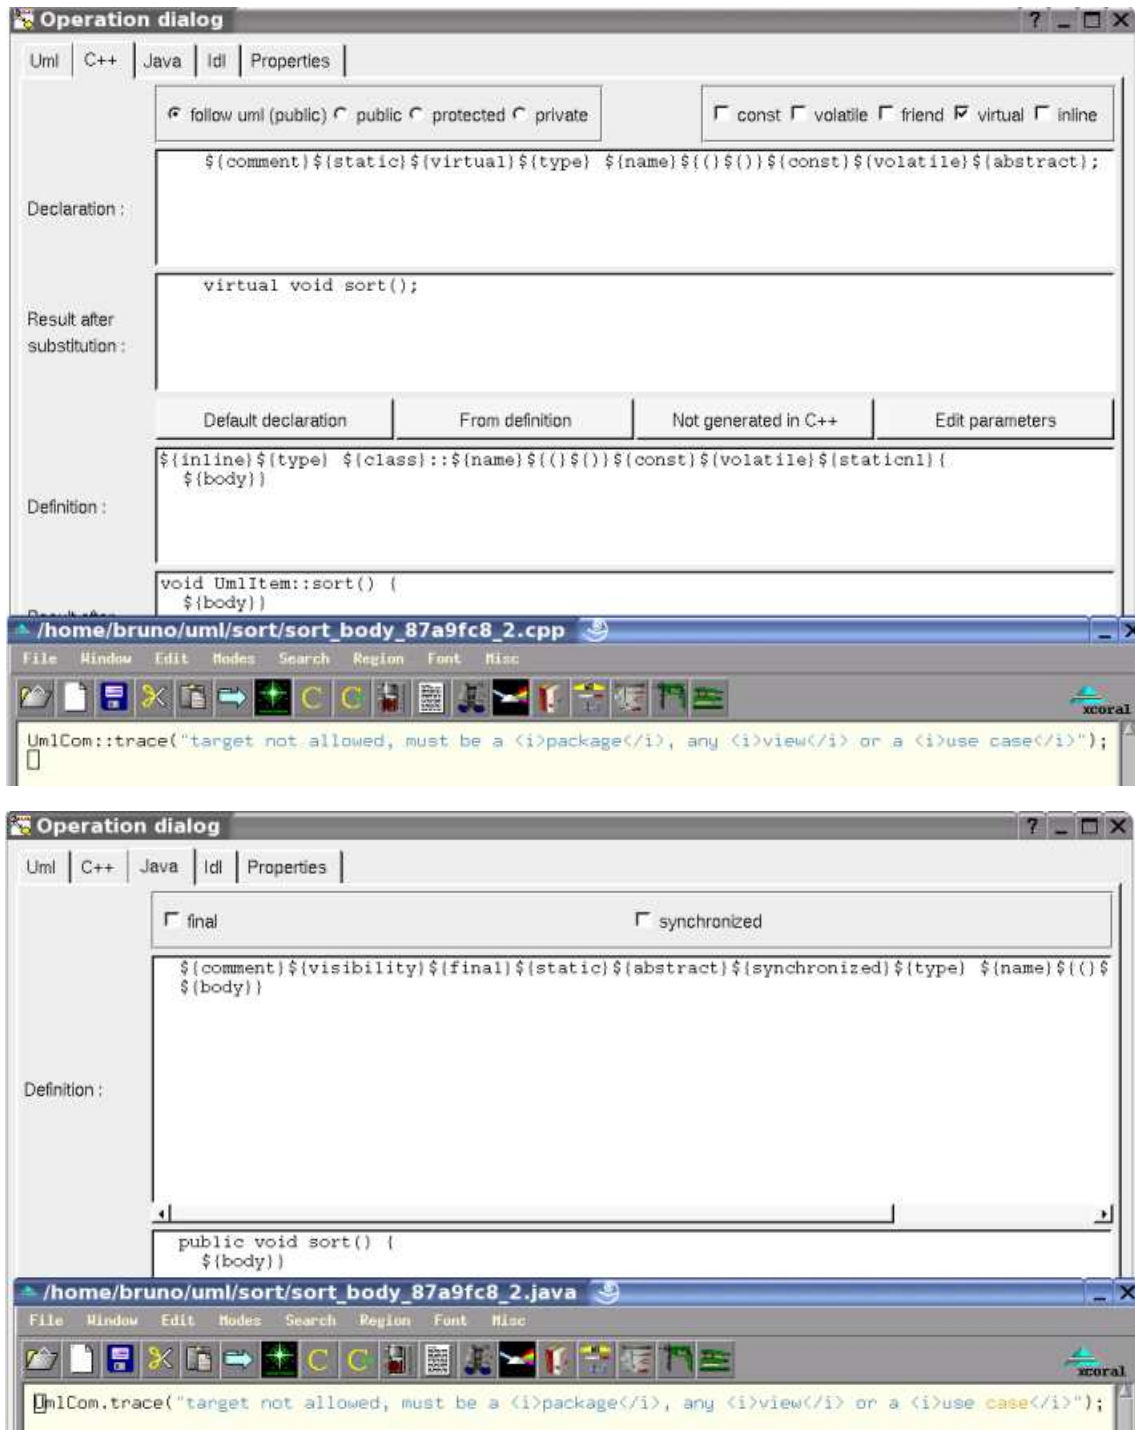 Operation dialog
Uml C++ Java Idl Properties
follow uml (public) public protected private const volatile friend virtual inline
${comment}${static}${virtual}${type} ${name}${(}${)}${const}${volatile}${abstract};
Declaration :
virtual void sort();
Result after
substitution :
Default declaration From definition Not generated in C++ Edit parameters
${inline}${type} ${class}::${name}${(}${)}${const}${volatile}${staticnl}{
${body}}
Definition :
void UmlItem::sort() {
${body}}
Result after
/home/bruno/uml/sort/sort_body_87a9fc8_2.cpp
File Window Edit Modes Search Region Font Misc
xcoral
UmlCom::trace("target not allowed, must be a <i>package</i>, any <i>view</i> or a <i>use case</i>");
Operation dialog
Uml C++ Java Idl Properties
final synchronized
${comment}${visibility}${final}${static}${abstract}${synchronized}${type} ${name}${(}$
${body}}
Definition :
public void sort() {
${body}}
/home/bruno/uml/sort/sort_body_87a9fc8_2.java
File Window Edit Modes Search Region Font Misc
xcoral
UmlCom.trace("target not allowed, must be a <i>package</i>, any <i>view</i> or a <i>use case</i>");